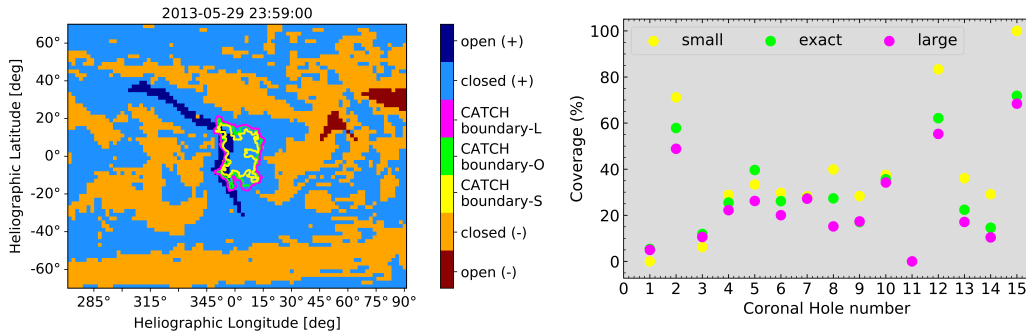 2013-05-29 23:59:00
Heliographic Latitude [deg]
60°
40°
20°
0°
-20°
-40°
-60°
285° 315° 345° 0° 15° 30° 45° 60° 75° 90°
Heliographic Longitude [deg]
open (+)
closed (+)
CATCH
boundary-L
CATCH
boundary-O
CATCH
boundary-S
closed (-)
open (-)
small exact large
Coverage (%)
100
80
60
40
20
0
0 1 2 3 4 5 6 7 8 9 10 11 12 13 14 15
Coronal Hole number